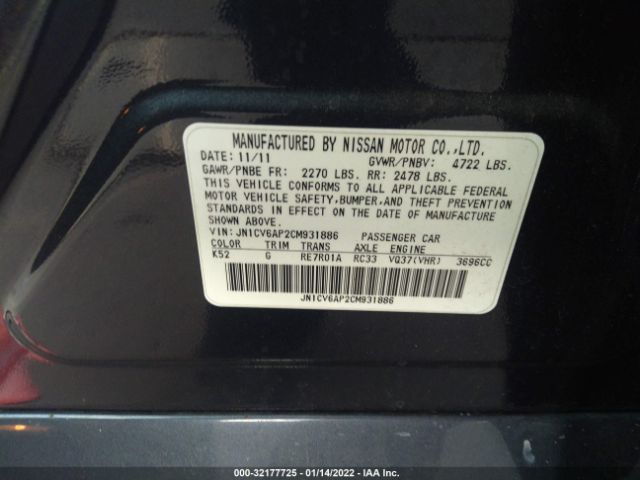 MANUFACTURED BY NISSAN MOTOR CO.,LTD.
DATE: 11/11 GVWR/PNBV: 4722 LBS.
GAWR/PNBE FR: 2270 LBS. RR: 2478 LBS.
THIS VEHICLE CONFORMS TO ALL APPLICABLE FEDERAL
MOTOR VEHICLE SAFETY,BUMPER,AND THEFT PREVENTION
STANDARDS IN EFFECT ON THE DATE OF MANUFACTURE
SHOWN ABOVE.
VIN: JN1CV6AP2CM931886 PASSENGER CAR
COLOR TRIM TRANS AXLE ENGINE
K52 G RE7R01A RC33 VQ37(VHR) 3696CC
JN1CV6AP2CM931886
000-32177725 - 01/14/2022 - IAA Inc.